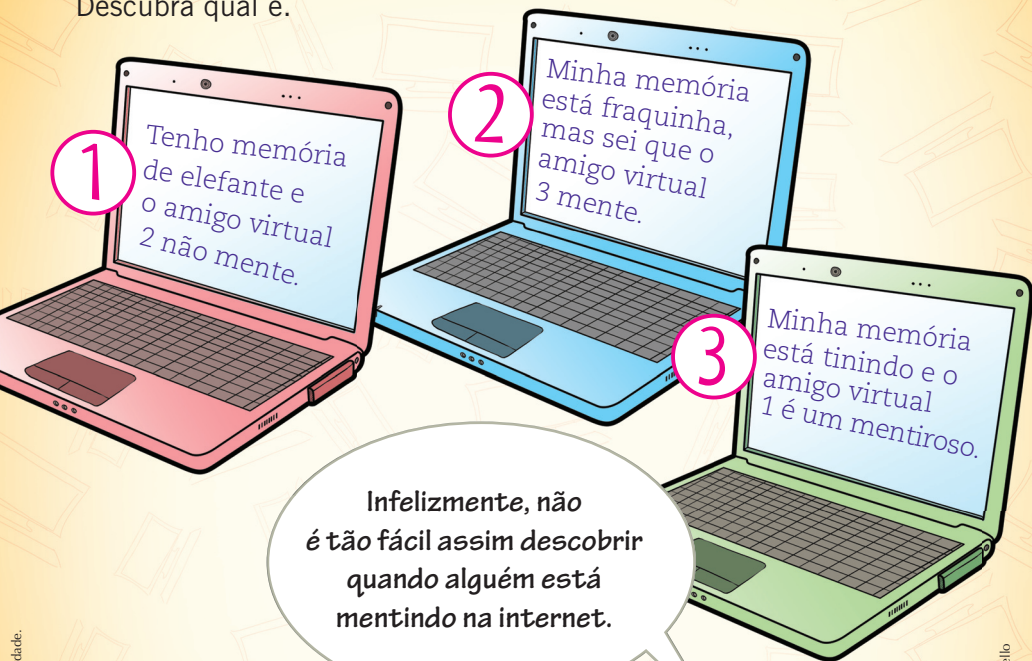 Descubra qual é.
1
Tenho memória
de elefante e
o amigo virtual
2 não mente.
2
Minha memória
está fraquinha,
mas sei que o
amigo virtual
3 mente.
3
Minha memória
está tinindo e o
amigo virtual
1 é um mentiroso.
Infelizmente, não
é tão fácil assim descobrir
quando alguém está
mentindo na internet.
dade.
ello